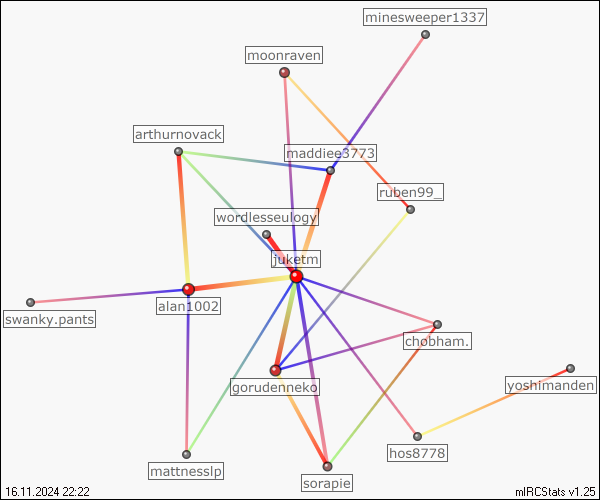 minesweeper1337
moonraven
arthurnovack
maddiee3773
ruben99_
wordlesseulogy
juketm
alan1002
swanky.pants
chobham.
gorudenneko
yoshimanden
hos8778
mattnesslp
sorapie
16.11.2024 22:22
mIRCStats v1.25